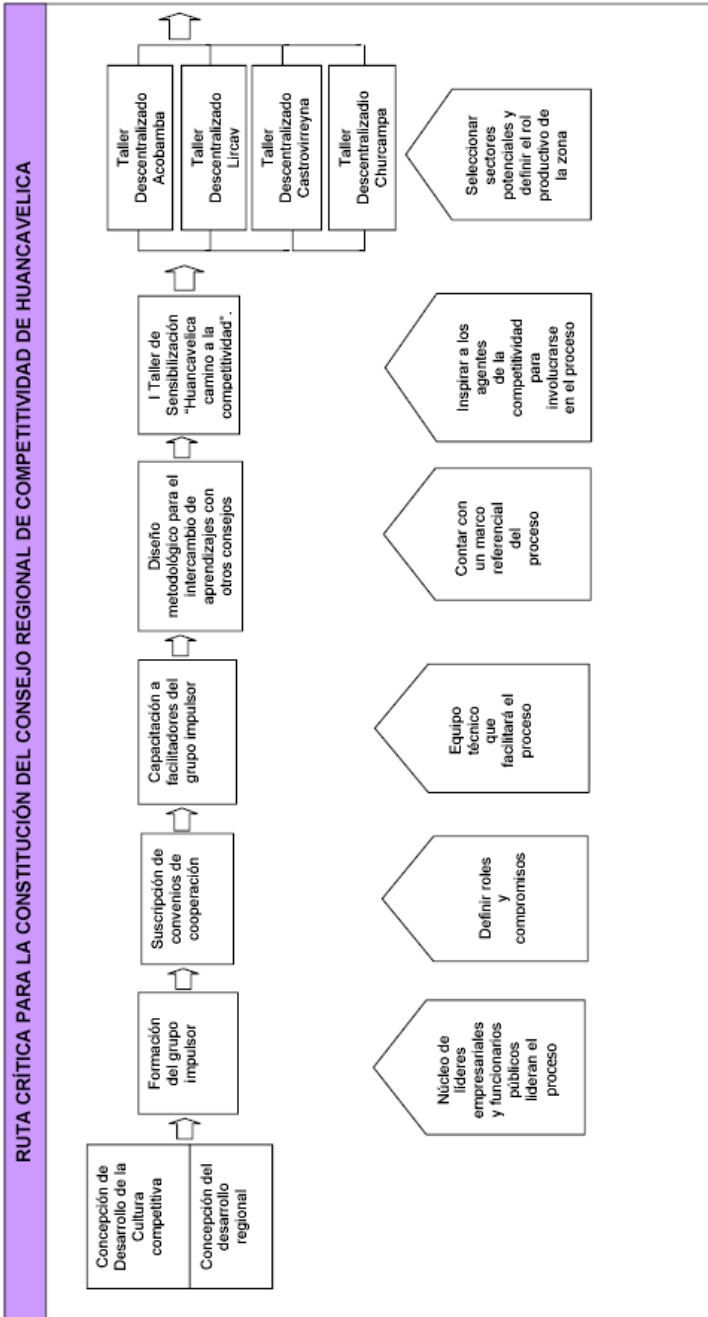 RUTA CRÍTICA PARA LA CONSTITUCIÓN DEL CONSEJO REGIONAL DE COMPETITIVIDAD DE HUANCAVELICA
Concepción de
Desarrollo de la
Cultura
competitiva
Concepción del
desarrollo
regional
Formación
del grupo
impulsor
Suscripción de
convenios de
cooperación
Capacitación a
facilitadores del
grupo impulsor
Diseño
metodológico para el
intercambio de
aprendizajes con
otros consejos
I Taller de
Sensibilización
“Huancavelica
camino a la
competitividad”.
Taller
Descentralizado
Acobamba
Taller
Descentralizado
Lircav
Taller
Descentralizado
Castrovirreyna
Taller
Descentralizadio
Churcampa
Núcleo de
líderes
empresariales
y funcionarios
públicos
lideran el
proceso
Definir roles
y
compromisos
Equipo
técnico
que
facilitará el
proceso
Contar con
un marco
referencial
del
proceso
Inspirar a los
agentes
de la
competitividad
para
involucrarse
en el proceso
Seleccionar
sectores
potenciales y
definir el rol
productivo de
la zona